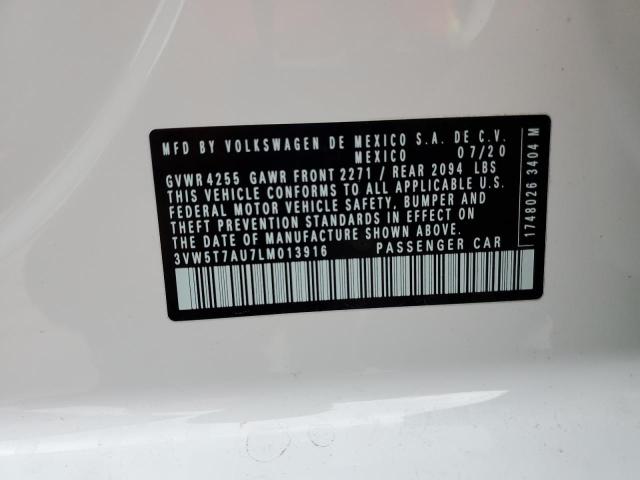 MFD BY VOLKSWAGEN DE MEXICO S.A. DE C.V.
MEXICO 07/20
GVWR 4255 GAWR FRONT 2271 / REAR 2094 LBS
THIS VEHICLE CONFORMS TO ALL APPLICABLE U.S.
FEDERAL MOTOR VEHICLE SAFETY, BUMPER AND
THEFT PREVENTION STANDARDS IN EFFECT ON
THE DATE OF MANUFACTURE SHOWN ABOVE.
3VW5T7AU7LM013916 PASSENGER CAR
1748026 3404 M